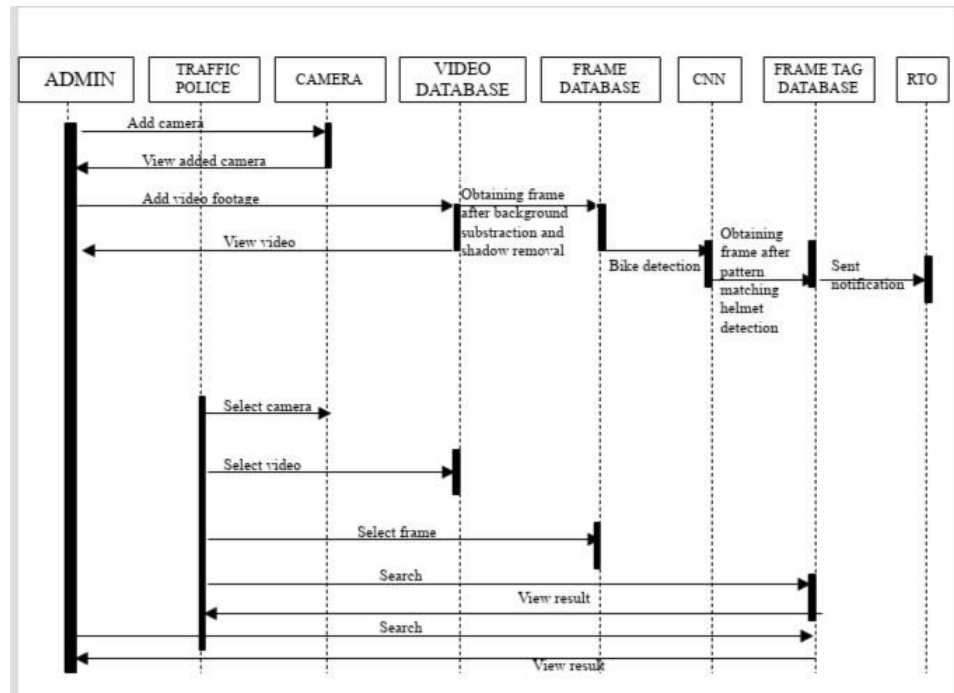 ADMIN
TRAFFIC
POLICE
CAMERA
VIDEO
DATABASE
FRAME
DATABASE
CNN
FRAME TAG
DATABASE
RTO
Add camera
View added camera
Add video footage
Obtaining frame
after background
substraction and
shadow removal
View video
Bike detection
Obtaining
frame after
pattern
matching
helmet
detection
Sent
notification
Select camera
Select video
Select frame
Search
View result
Search
View result